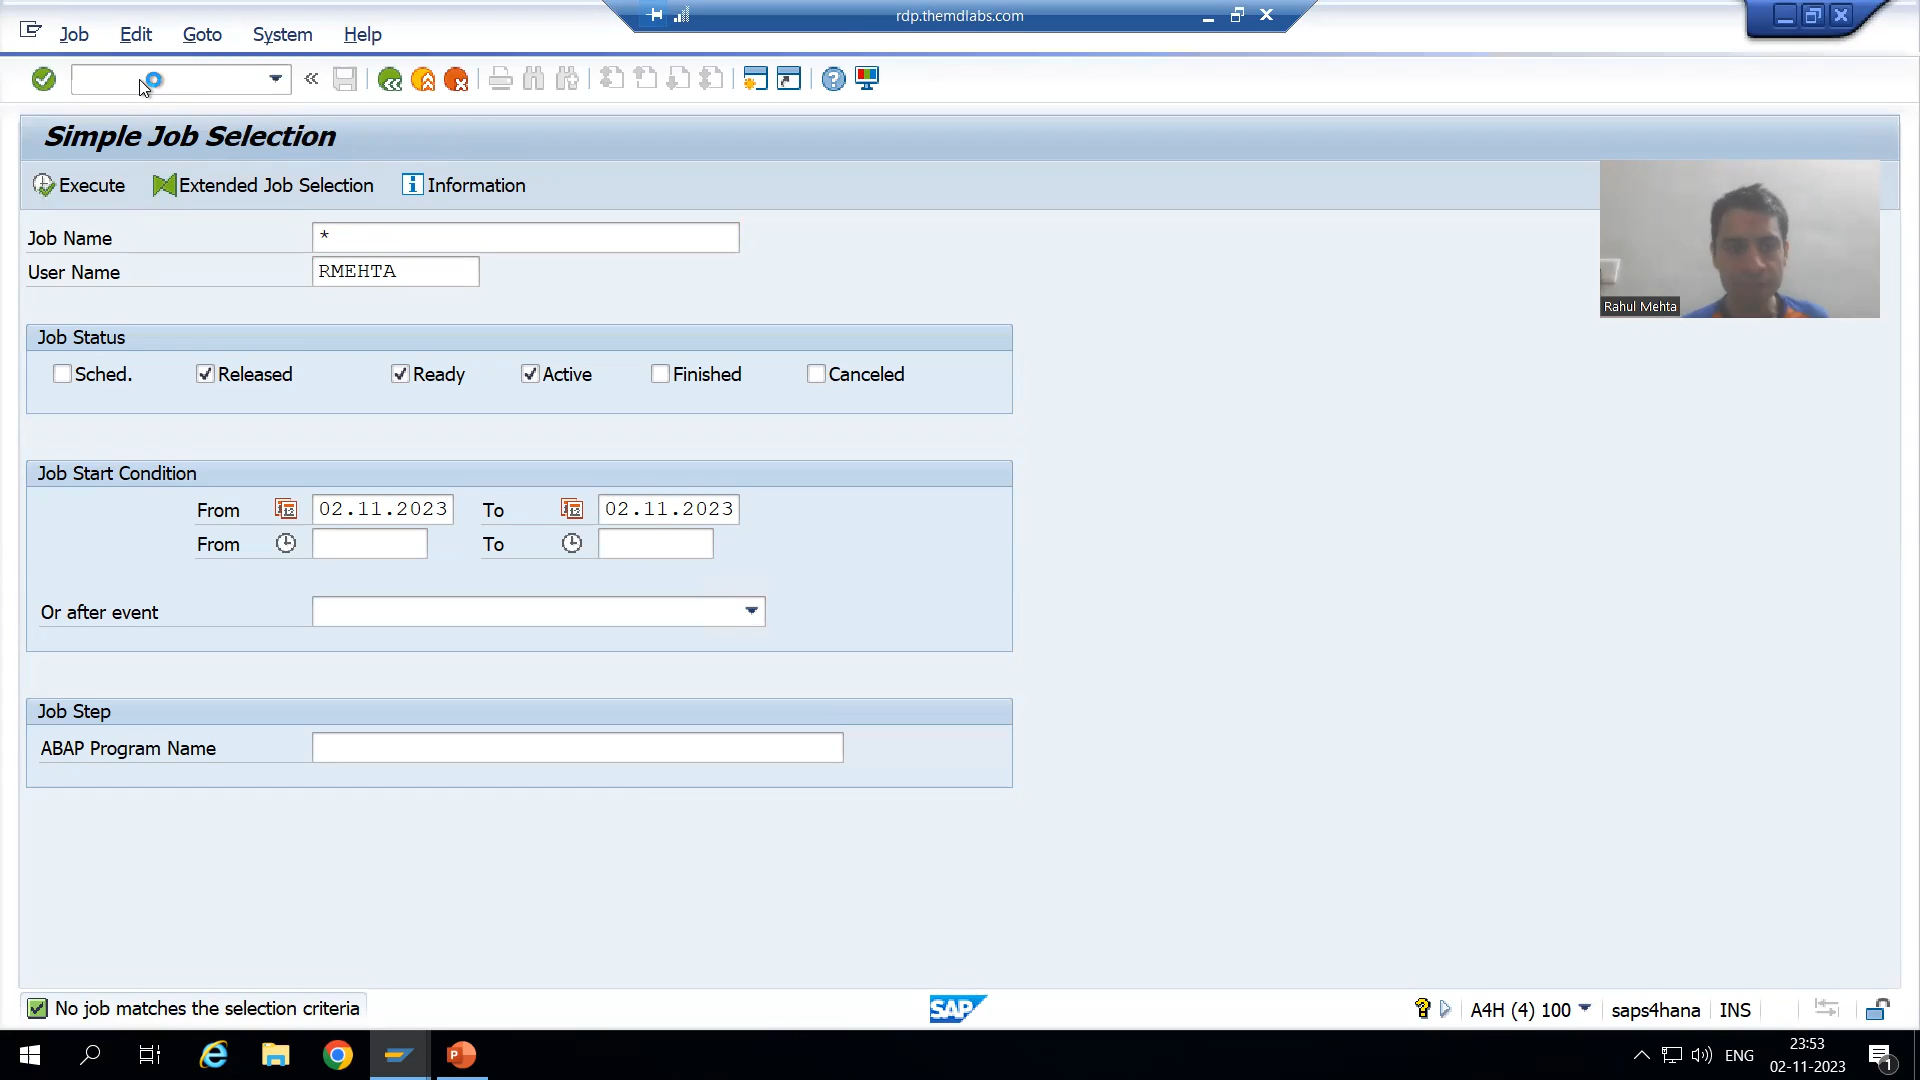 rdp.themdlabs.com
Job Edit Goto System Help
Simple Job Selection
Execute Extended Job Selection Information
Job Name *
User Name RMEHTA
Rahul Mehta
Job Status
Sched. Released Ready Active Finished Canceled
Job Start Condition
From 02.11.2023 To 02.11.2023
From To
Or after event
Job Step
ABAP Program Name
No job matches the selection criteria
SAP
A4H (4) 100 saps4hana INS
23:53
ENG
02-11-2023
1